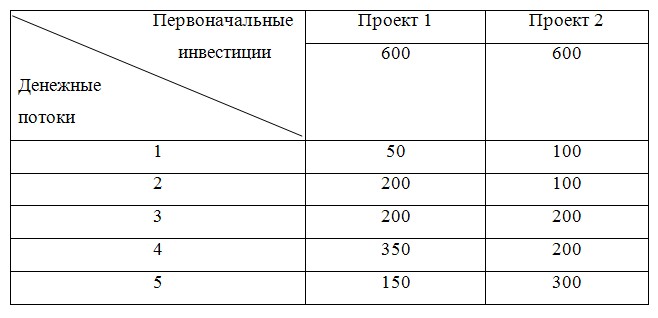 Первоначальные Проект 1 Проект 2
инвестиции 600 600
Денежные
потоки
1 50 100
2 200 100
3 200 200
4 350 200
5 150 300